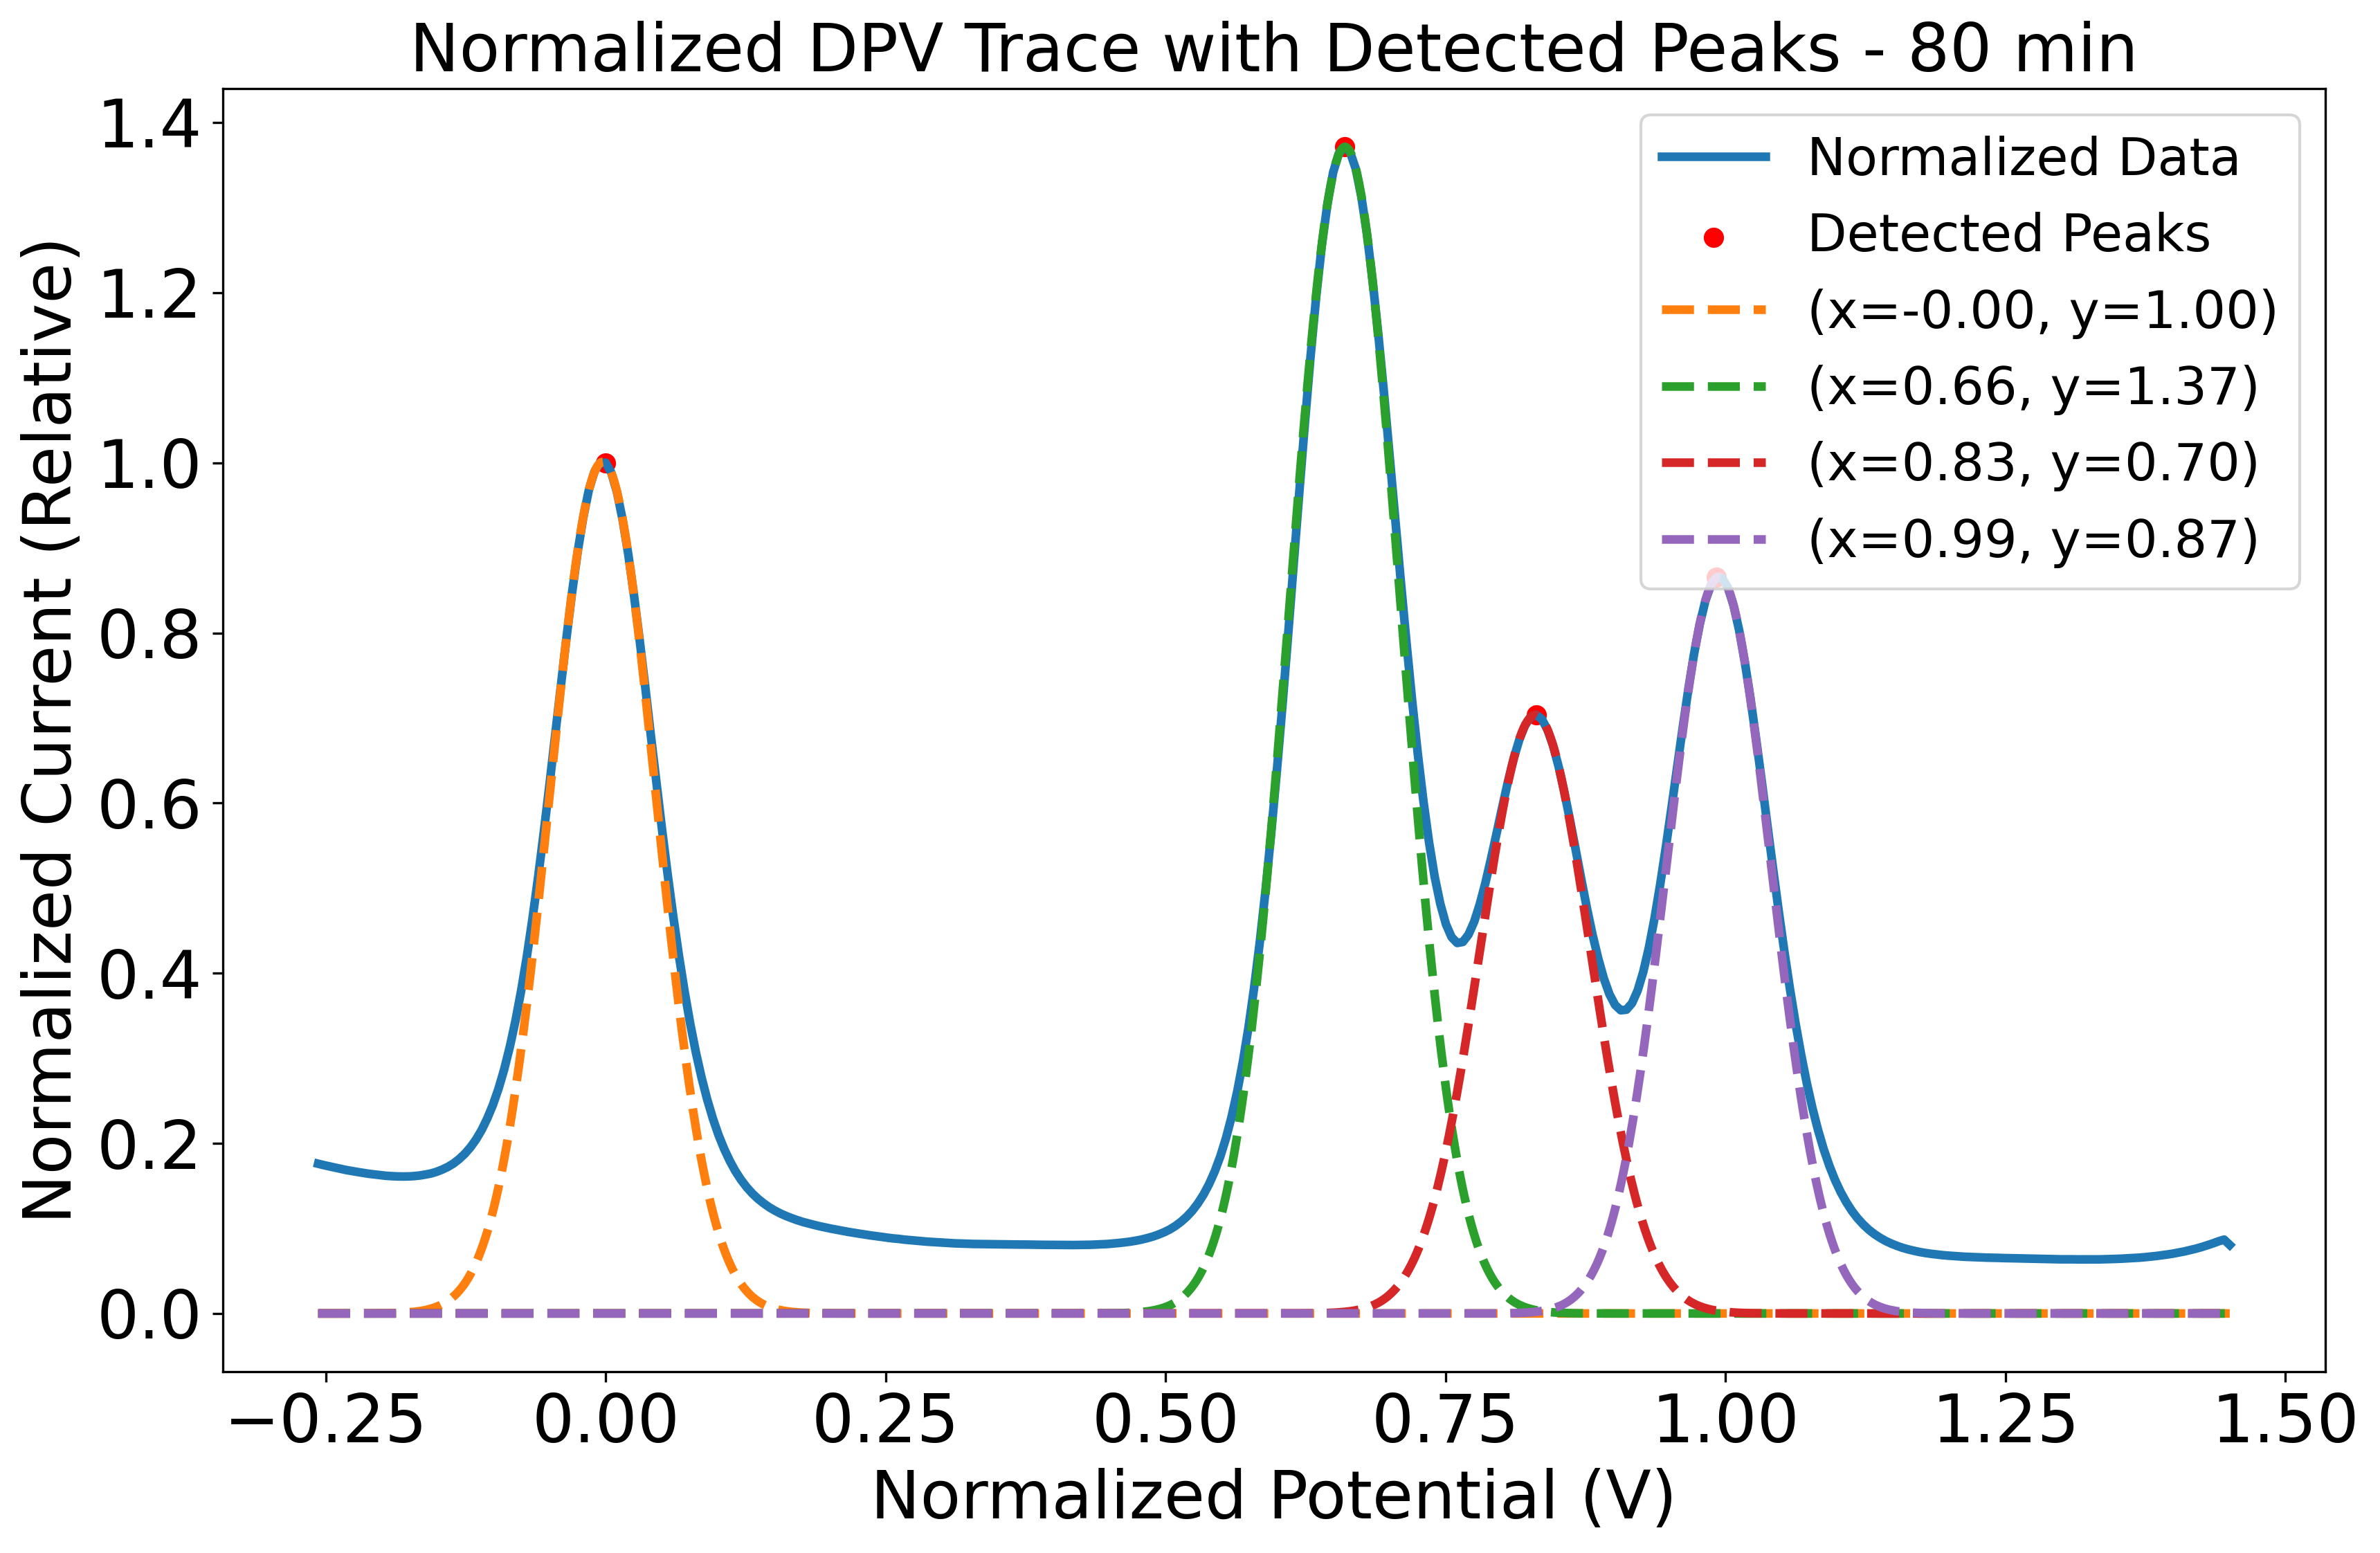 Normalized DPV Trace with Detected Peaks - 80 min
Normalized Current (Relative)
1.4
1.2
1.0
0.8
0.6
0.4
0.2
0.0
Normalized Data
Detected Peaks
(x=-0.00, y=1.00)
(x=0.66, y=1.37)
(x=0.83, y=0.70)
(x=0.99, y=0.87)
−0.25 0.00 0.25 0.50 0.75 1.00 1.25 1.50
Normalized Potential (V)